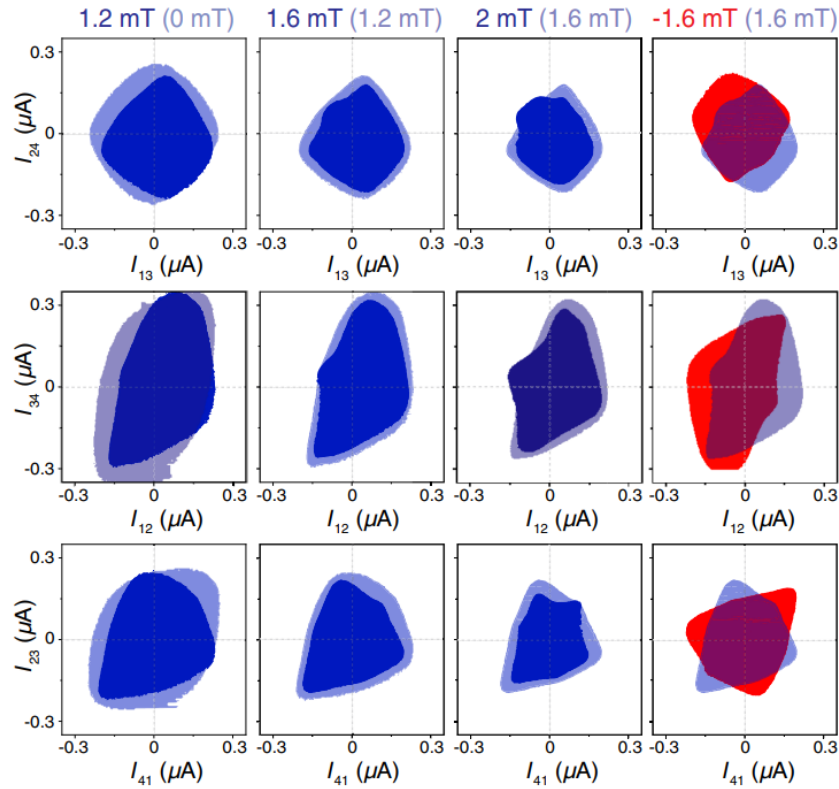 1.2 mT (0 mT) 1.6 mT (1.2 mT) 2 mT (1.6 mT) -1.6 mT (1.6 mT)
0.3
I24 (µA)
0
-0.3
-0.3 0 0.3 -0.3 0 0.3 -0.3 0 0.3 -0.3 0 0.3
I13 (µA) I13 (µA) I13 (µA) I13 (µA)
0.3
I34 (µA)
0
-0.3
-0.3 0 0.3 -0.3 0 0.3 -0.3 0 0.3 -0.3 0 0.3
I12 (µA) I12 (µA) I12 (µA) I12 (µA)
0.3
I23 (µA)
0
-0.3
-0.3 0 0.3 -0.3 0 0.3 -0.3 0 0.3 -0.3 0 0.3
I41 (µA) I41 (µA) I41 (µA) I41 (µA)